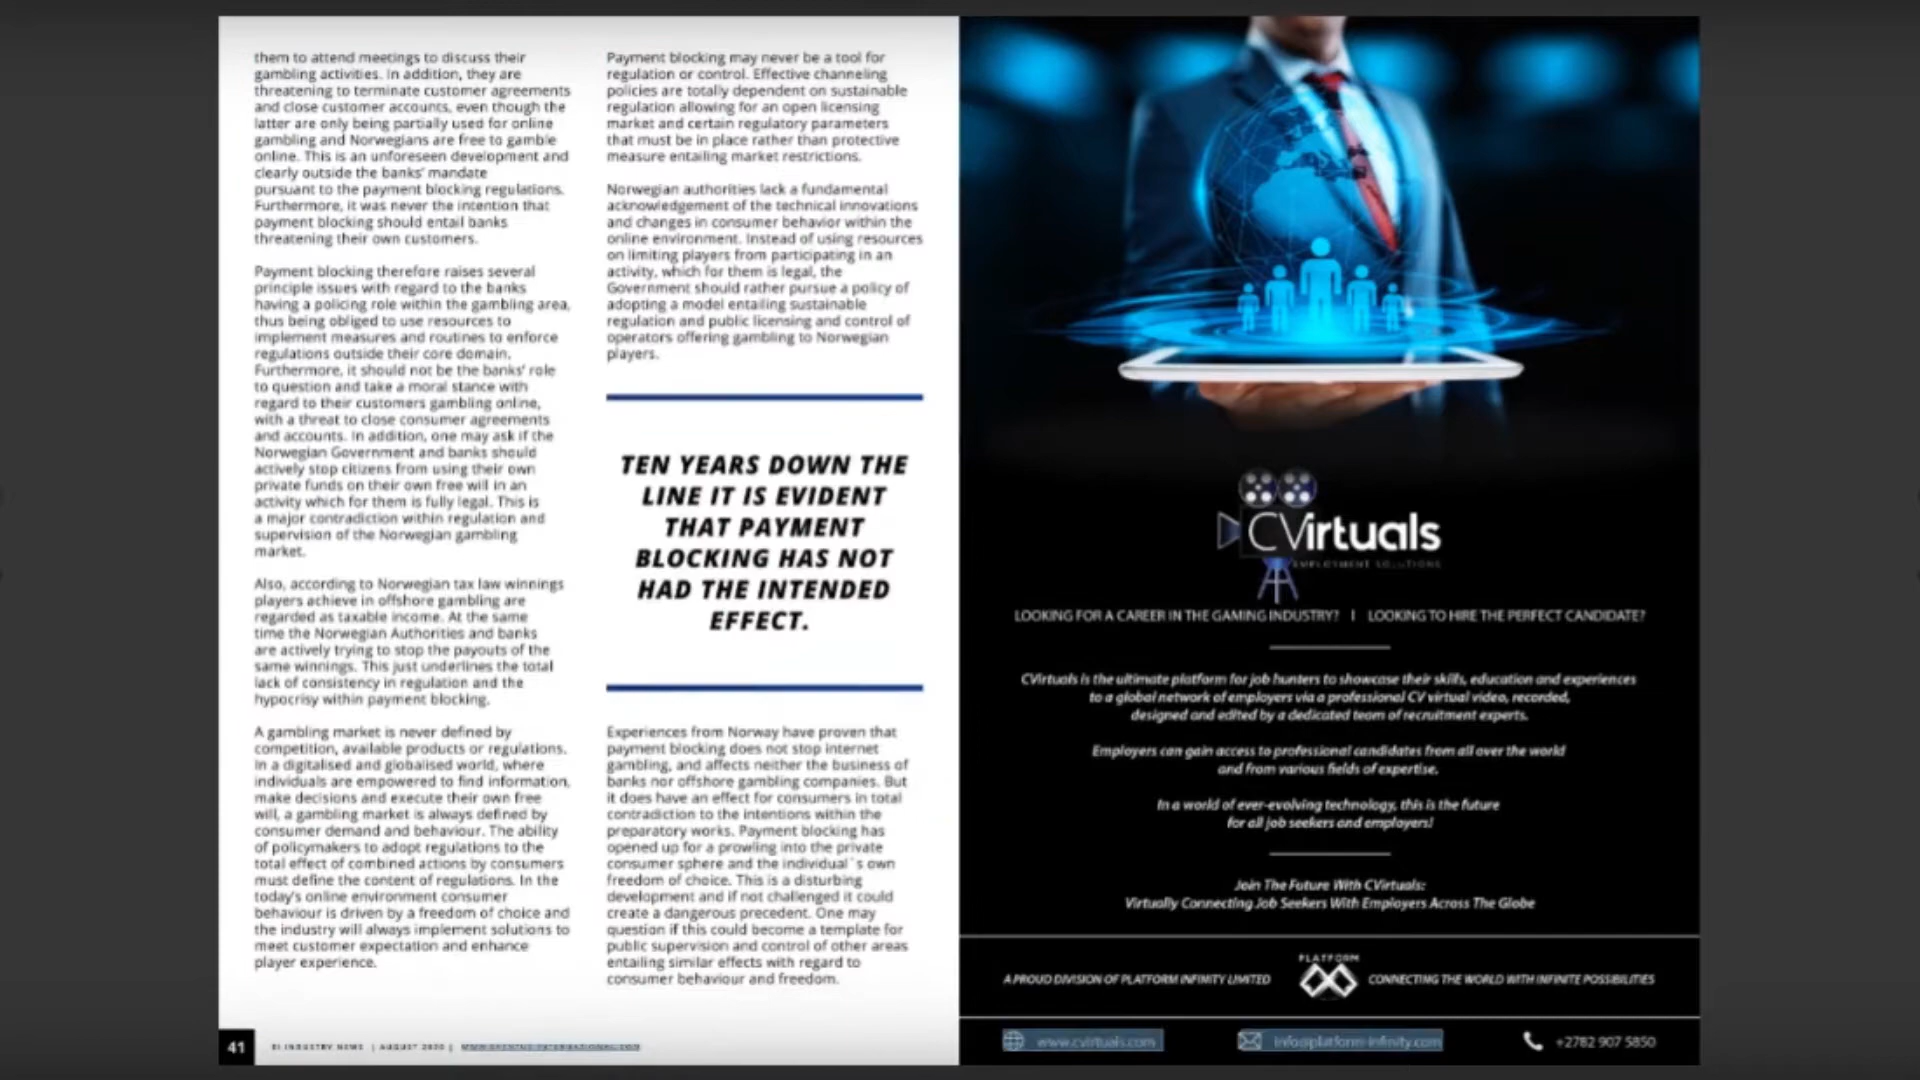 them to attend meetings to discuss their
gambling activities. In addition, they are
threatening to terminate customer agreements
and close customer accounts, even though the
latter are only being partially used for online
gambling and Norwegians are free to gamble
online. This is an unforeseen development and
clearly outside the banks' mandate
pursuant to the payment blocking regulations.
Furthermore, it was never the intention that
payment blocking should entail banks
threatening their own customers.
Payment blocking therefore raises several
principle issues with regard to the banks
having a policing role within the gambling area,
thus being obliged to use resources to
implement measures and routines to enforce
regulations outside their core domain.
Furthermore, it should not be the banks' role
to question and take a moral stance with
regard to their customers gambling online,
with a threat to close consumer agreements
and accounts. In addition, one may ask if the
Norwegian Government and banks should
actively stop citizens from using their own
private funds on their own free will in an
activity which for them is fully legal. This is
a major contradiction within regulation and
supervision of the Norwegian gambling
market.
Also, according to Norwegian tax law winnings
players achieve in offshore gambling are
regarded as taxable income. At the same
time the Norwegian Authorities and banks
are actively trying to stop the payouts of the
same winnings. This just underlines the total
lack of consistency in regulation and the
hypocrisy within payment blocking.
A gambling market is never defined by
competition, available products or regulations.
In a digitalised and globalised world, where
individuals are empowered to find information,
make decisions and execute their own free
will, a gambling market is always defined by
consumer demand and behaviour. The ability
of policymakers to adopt regulations to the
total effect of combined actions by consumers
must define the content of regulations. In the
today's online environment consumer
behaviour is driven by a freedom of choice and
the industry will always implement solutions to
meet customer expectation and enhance
player experience.
Payment blocking may never be a tool for
regulation or control. Effective channeling
policies are totally dependent on sustainable
regulation allowing for an open licensing
market and certain regulatory parameters
that must be in place rather than protective
measure entailing market restrictions.
Norwegian authorities lack a fundamental
acknowledgement of the technical innovations
and changes in consumer behavior within the
online environment. Instead of using resources
on limiting players from participating in an
activity, which for them is legal, the
Government should rather pursue a policy of
adopting a model entailing sustainable
regulation and public licensing and control of
operators offering gambling to Norwegian
players.
TEN YEARS DOWN THE
LINE IT IS EVIDENT
THAT PAYMENT
BLOCKING HAS NOT
HAD THE INTENDED
EFFECT.
Experiences from Norway have proven that
payment blocking does not stop internet
gambling, and affects neither the business of
banks nor offshore gambling companies. But
it does have an effect for consumers in total
contradiction to the intentions within the
preparatory works. Payment blocking has
opened up for a prowling into the private
consumer sphere and the individual`s own
freedom of choice. This is a disturbing
development and if not challenged it could
create a dangerous precedent. One may
question if this could become a template for
public supervision and control of other areas
entailing similar effects with regard to
consumer behaviour and freedom.
41
EI INDUSTRY NEWS | AUGUST 2020 |
CVirtuals
EMPLOYMENT SOLUTIONS
LOOKING FOR A CAREER IN THE GAMING INDUSTRY? | LOOKING TO HIRE THE PERFECT CANDIDATE?
CVirtuals is the ultimate platform for job hunters to showcase their skills, education and experiences
to a global network of employers via a professional CV virtual video, recorded,
designed and edited by a dedicated team of recruitment experts.
Employers can gain access to professional candidates from all over the world
and from various fields of expertise.
In a world of ever-evolving technology, this is the future
for all job seekers and employers!
Join The Future With CVirtuals:
Virtually Connecting Job Seekers With Employers Across The Globe
A PROUD DIVISION OF PLATFORM INFINITY LIMITED
PLATFORM
CONNECTING THE WORLD WITH INFINITE POSSIBILITIES
www.cvirtuals.com
info@platform-infinity.com
+2782 907 5850